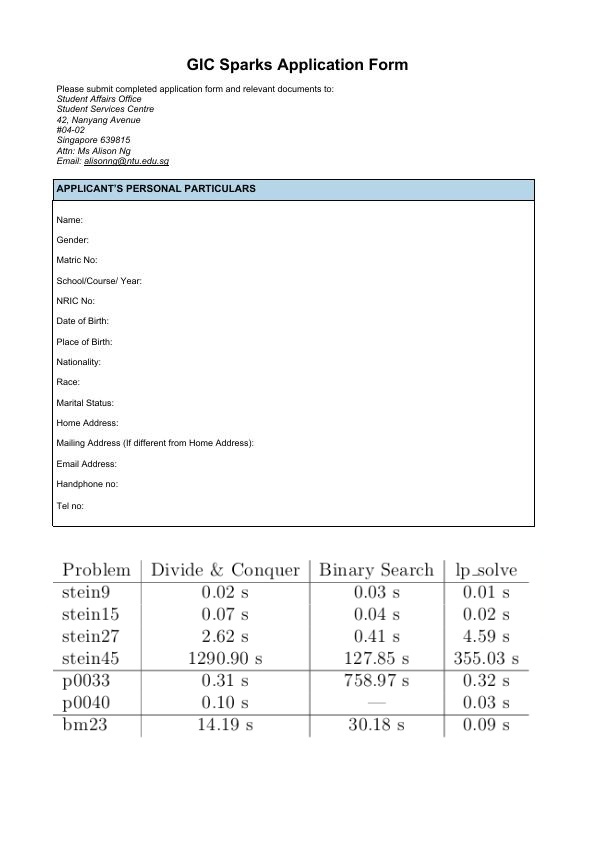 GIC Sparks Application Form
Please submit completed application form and relevant documents to:
Student Affairs Office
Student Services Centre
42, Nanyang Avenue
#04-02
Singapore 639815
Attn: Ms Alison Ng
Email: alisonng@ntu.edu.sg
APPLICANT'S PERSONAL PARTICULARS
Name:
Gender:
Matric No:
School/Course/ Year:
NRIC No:
Date of Birth:
Place of Birth:
Nationality:
Race:
Marital Status:
Home Address:
Mailing Address (If different from Home Address):
Email Address:
Handphone no:
Tel no:
Problem Divide & Conquer Binary Search lp_solve
stein9 0.02 s 0.03 s 0.01 s
stein15 0.07 s 0.04 s 0.02 s
stein27 2.62 s 0.41 s 4.59 s
stein45 1290.90 s 127.85 s 355.03 s
p0033 0.31 s 758.97 s 0.32 s
p0040 0.10 s — 0.03 s
bm23 14.19 s 30.18 s 0.09 s